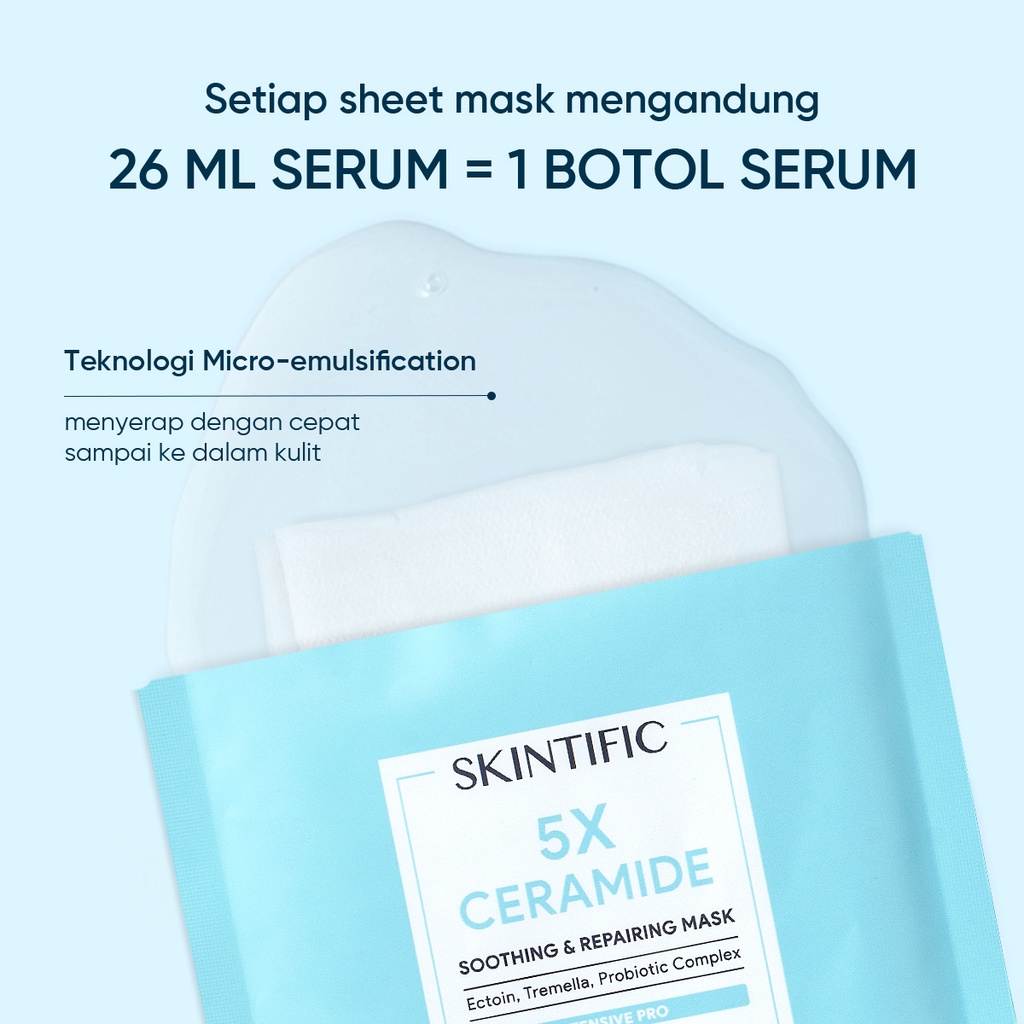 Setiap sheet mask mengandung
26 ML SERUM = 1 BOTOL SERUM
Teknologi Micro-emulsification
menyerap dengan cepat
sampai ke dalam kulit
SKINTIFIC
5X
CERAMIDE
SOOTHING & REPAIRING MASK
Ectoin, Tremella, Probiotic Complex
PRO